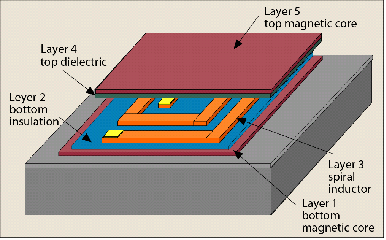 Layer 5
top magnetic core
Layer 4
top dielectric
Leyer 2
bottom
insulation
Layer 3
spiral
inductor
Layer 1
bottom
magnetic core